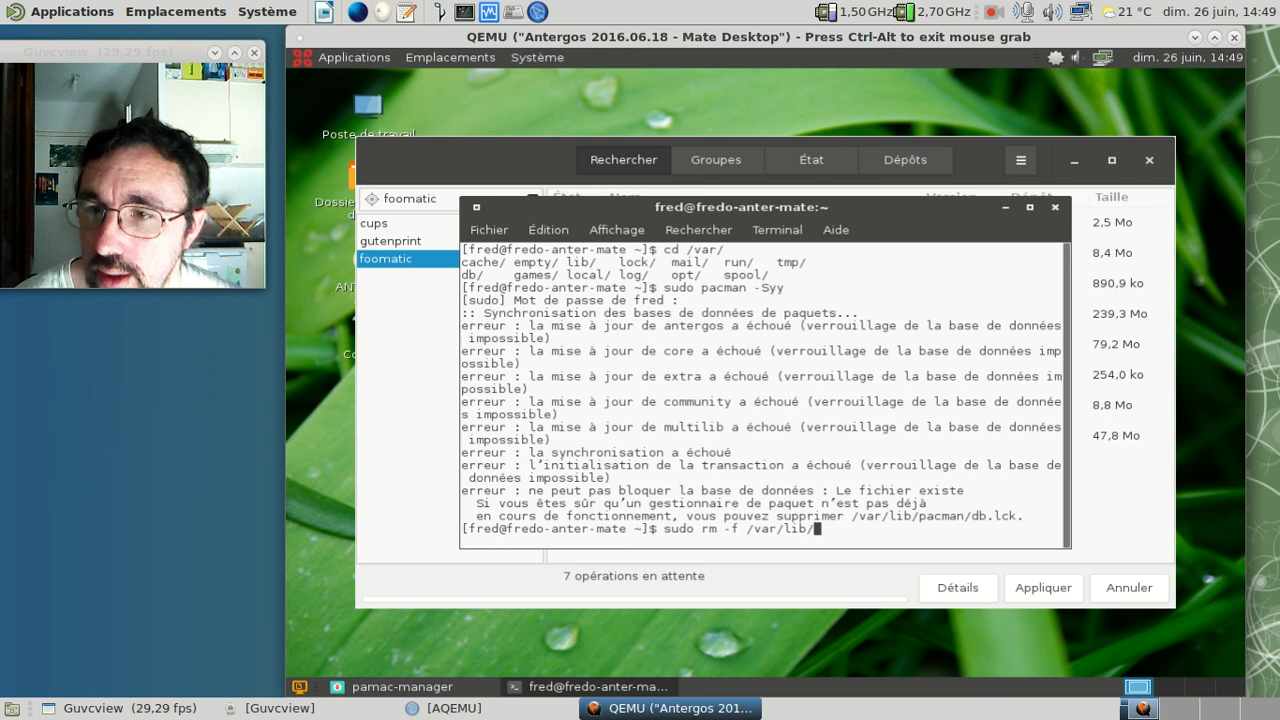 Applications Emplacements Système 1,50 GHz 2,70 GHz 21 °C dim. 26 juin, 14:49
Guvcview (29,29 fps)
QEMU ("Antergos 2016.06.18 - Mate Desktop") - Press Ctrl-Alt to exit mouse grab
Applications Emplacements Système dim. 26 juin, 14:49
Poste de travail
Rechercher Groupes État Dépôts
foomatic
État Nom Version Dépôt Taille
cups
gutenprint
foomatic
2,5 Mo
8,4 Mo
890,9 ko
239,3 Mo
79,2 Mo
254,0 ko
8,8 Mo
47,8 Mo
fred@fredo-anter-mate:~
Fichier Édition Affichage Rechercher Terminal Aide
[fred@fredo-anter-mate ~]$ cd /var/
cache/ empty/ lib/ lock/ mail/ run/ tmp/
db/ games/ local/ log/ opt/ spool/
[fred@fredo-anter-mate ~]$ sudo pacman -Syy
[sudo] Mot de passe de fred :
:: Synchronisation des bases de données de paquets...
erreur : la mise à jour de antergos a échoué (verrouillage de la base de données
impossible)
erreur : la mise à jour de core a échoué (verrouillage de la base de données imp
ossible)
erreur : la mise à jour de extra a échoué (verrouillage de la base de données im
possible)
erreur : la mise à jour de community a échoué (verrouillage de la base de donnée
s impossible)
erreur : la mise à jour de multilib a échoué (verrouillage de la base de données
impossible)
erreur : la synchronisation a échoué
erreur : l’initialisation de la transaction a échoué (verrouillage de la base de
données impossible)
erreur : ne peut pas bloquer la base de données : Le fichier existe
Si vous êtes sûr qu’un gestionnaire de paquet n’est pas déjà
en cours de fonctionnement, vous pouvez supprimer /var/lib/pacman/db.lck.
[fred@fredo-anter-mate ~]$ sudo rm -f /var/lib/
7 opérations en attente
Détails Appliquer Annuler
pamac-manager fred@fredo-anter-ma...
Guvcview (29,29 fps) [Guvcview] [AQEMU] QEMU ("Antergos 201...